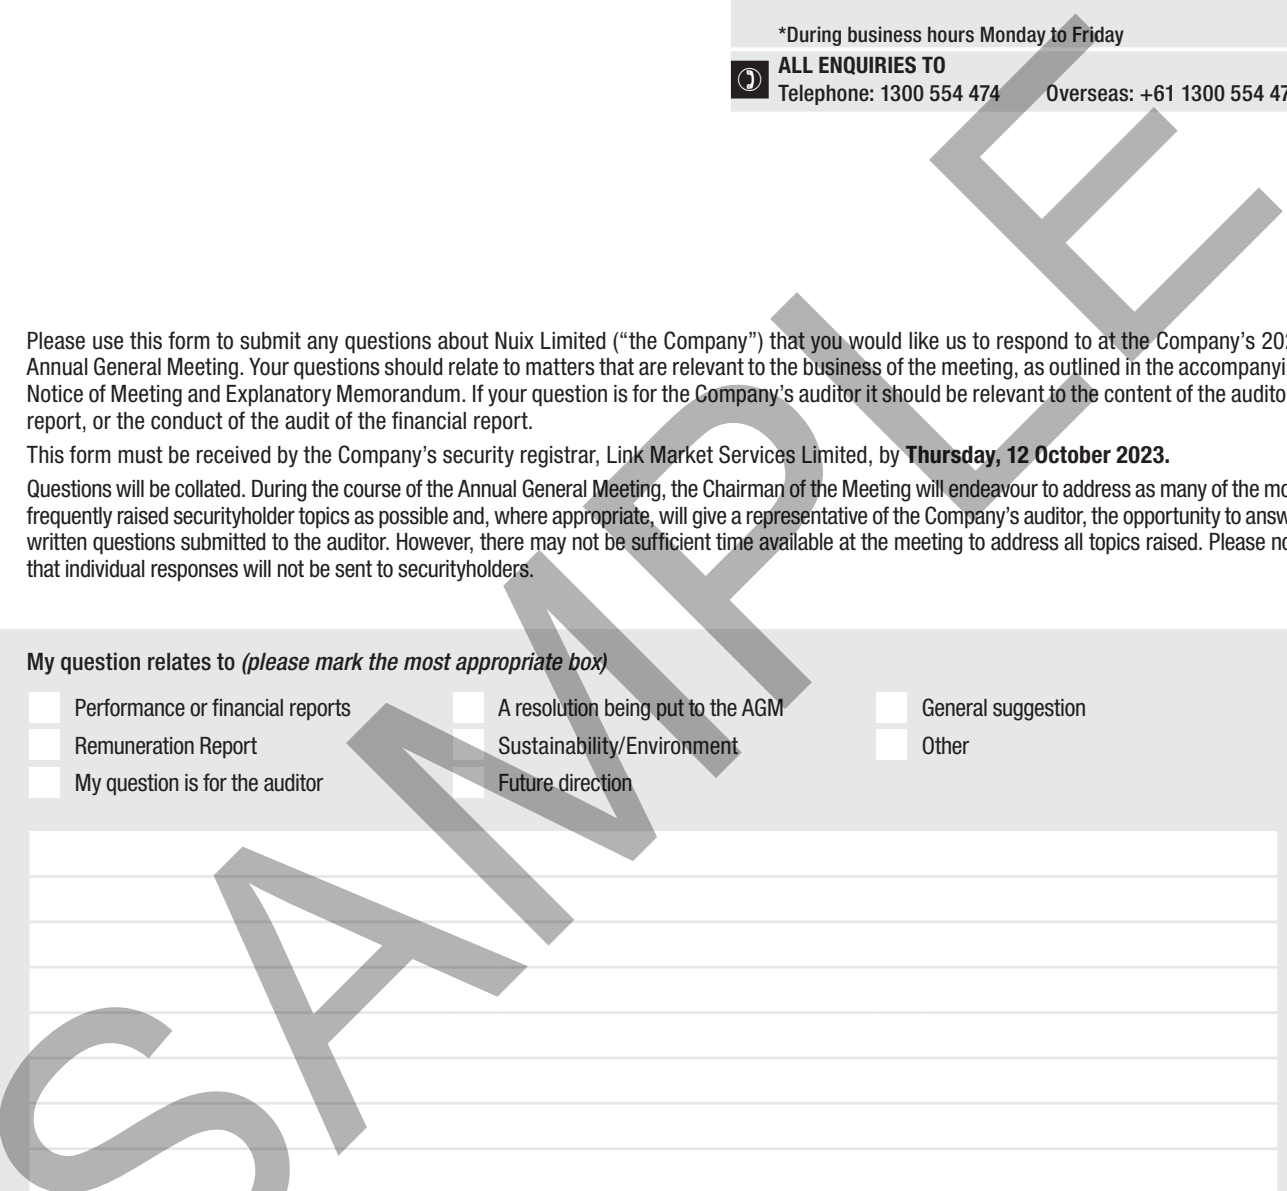 *During business hours Monday to Friday
ALL ENQUIRIES TO
Telephone: 1300 554 474 Overseas: +61 1300 554 47
Please use this form to submit any questions about Nuix Limited (“the Company”) that you would like us to respond to at the Company’s
Annual General Meeting. Your questions should relate to matters that are relevant to the business of the meeting, as outlined in the
Notice of Meeting and Explanatory Memorandum. If your question is for the Company’s auditor it should be relevant to the content of the
report, or the conduct of the audit of the financial report.
This form must be received by the Company’s security registrar, Link Market Services Limited, by Thursday, 12 October 2023.
Questions will be collated. During the course of the Annual General Meeting, the Chairman of the Meeting will endeavour to address as many of the
frequently raised securityholder topics as possible and, where appropriate, will give a representative of the Company’s auditor, the opportunity to
written questions submitted to the auditor. However, there may not be sufficient time available at the meeting to address all topics raised. Please
that individual responses will not be sent to securityholders.
My question relates to (please mark the most appropriate box)
Performance or financial reports A resolution being put to the AGM General suggestion
Remuneration Report Sustainability/Environment Other
My question is for the auditor Future direction
SAMPLE